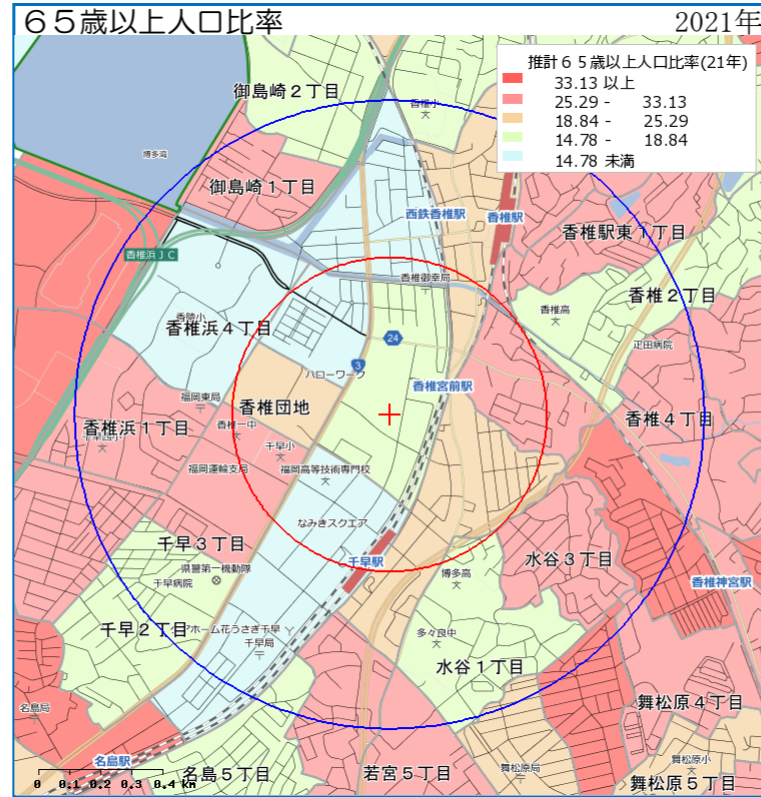 65歳以上人口比率
2021年
推計65歳以上人口比率(21年)
33.13 以上
25.29 - 33.13
18.84 - 25.29
14.78 - 18.84
14.78 未満
御島崎2丁目
香椎小
博多湾
御島崎1丁目
西鉄香椎駅
香椎駅
香椎駅東1丁目
香椎浜JC
香椎御幸局
香椎2丁目
香椎高
香陵小
香椎浜4丁目
24
疋田病院
3
ハローワーク
香椎宮前駅
福岡東局
香椎団地
香椎4丁目
香椎浜1丁目
香椎一中
千早小
福岡運輸支局
福岡高等技術専門校
なみきスクエア
千早3丁目
千早駅
水谷3丁目
県警第一機動隊
博多高
千早病院
香椎神宮駅
千早2丁目
アホーム花うさぎ千早
千早局
多々良中
水谷1丁目
舞松原4丁目
名島局
名島駅
名島5丁目
若宮5丁目
舞松原局
舞松原小
舞松原5丁目
0 0.1 0.2 0.3 0.4 km